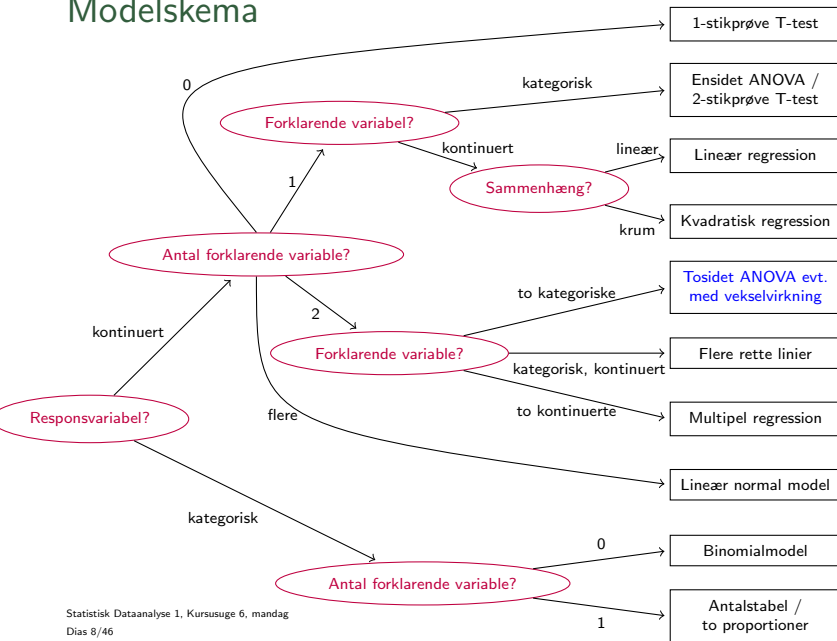 Modelskema
1-stikprøve T-test
0
kategorisk
Ensidet ANOVA /
2-stikprøve T-test
Forklarende variabel?
kontinuert
lineær
Lineær regression
1
Sammenhæng?
krum
Kvadratisk regression
Antal forklarende variable?
to kategoriske
Tosidet ANOVA evt.
med vekselvirkning
2
kontinuert
Forklarende variable?
Flere rette linier
kategorisk, kontinuert
to kontinuerte
Multipel regression
Responsvariabel?
flere
Lineær normal model
kategorisk
0
Binomialmodel
Antal forklarende variable?
1
Antalstabel /
to proportioner
Statistisk Dataanalyse 1, Kursusuge 6, mandag
Dias 8/46